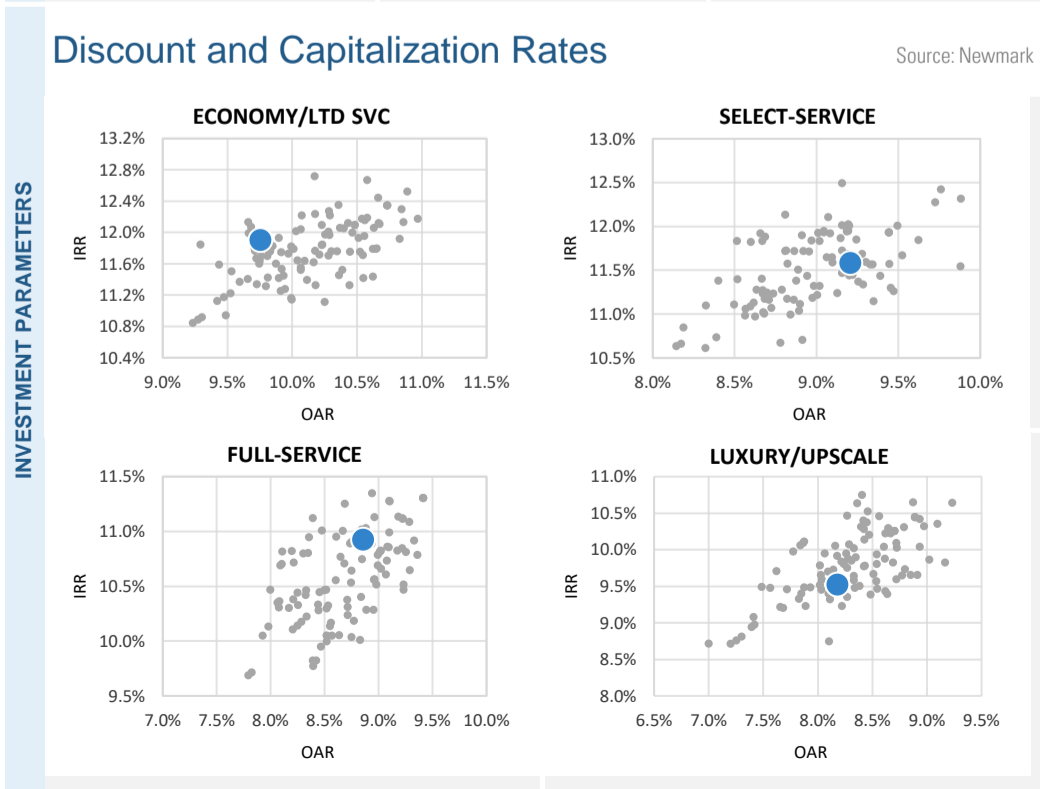 INVESTMENT PARAMETERS
Discount and Capitalization Rates
Source: Newmark
ECONOMY/LTD SVC
13.2%
12.8%
12.4%
12.0%
11.6%
11.2%
10.8%
10.4%
IRR
9.0% 9.5% 10.0% 10.5% 11.0% 11.5%
OAR
SELECT-SERVICE
13.0%
12.5%
12.0%
11.5%
11.0%
10.5%
IRR
8.0% 8.5% 9.0% 9.5% 10.0%
OAR
FULL-SERVICE
11.5%
11.0%
10.5%
10.0%
9.5%
IRR
7.0% 7.5% 8.0% 8.5% 9.0% 9.5% 10.0%
OAR
LUXURY/UPSCALE
11.0%
10.5%
10.0%
9.5%
9.0%
8.5%
8.0%
IRR
6.5% 7.0% 7.5% 8.0% 8.5% 9.0% 9.5%
OAR